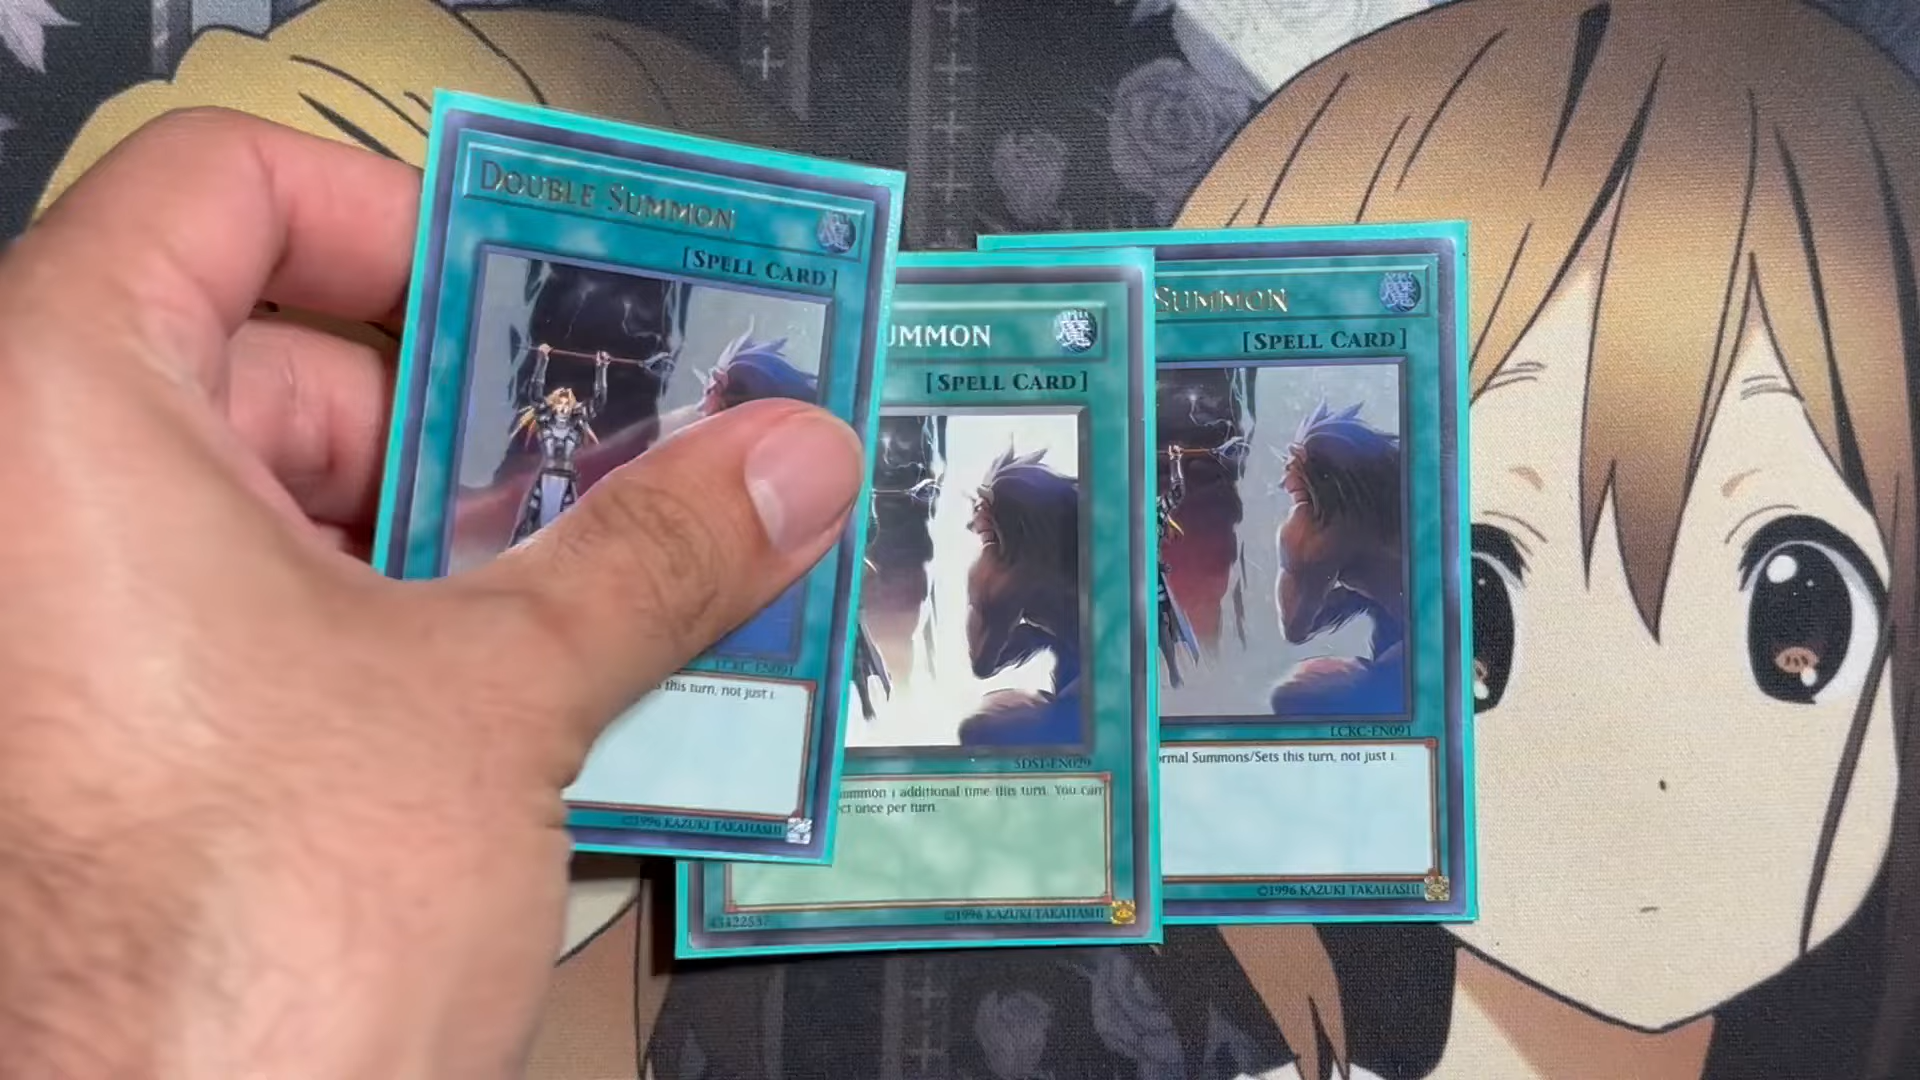 DOUBLE SUMMON
[SPELL CARD]
LCKC-EN091
this turn, not just 1.
©1996 KAZUKI TAKAHASHI
UMMON
[SPELL CARD]
SDST-EN029
ummon 1 additional time this turn. You can
ct once per turn.
43422537
©1996 KAZUKI TAKAHASHI
SUMMON
[SPELL CARD]
LCKC-EN091
rmal Summons/Sets this turn, not just 1.
©1996 KAZUKI TAKAHASHI